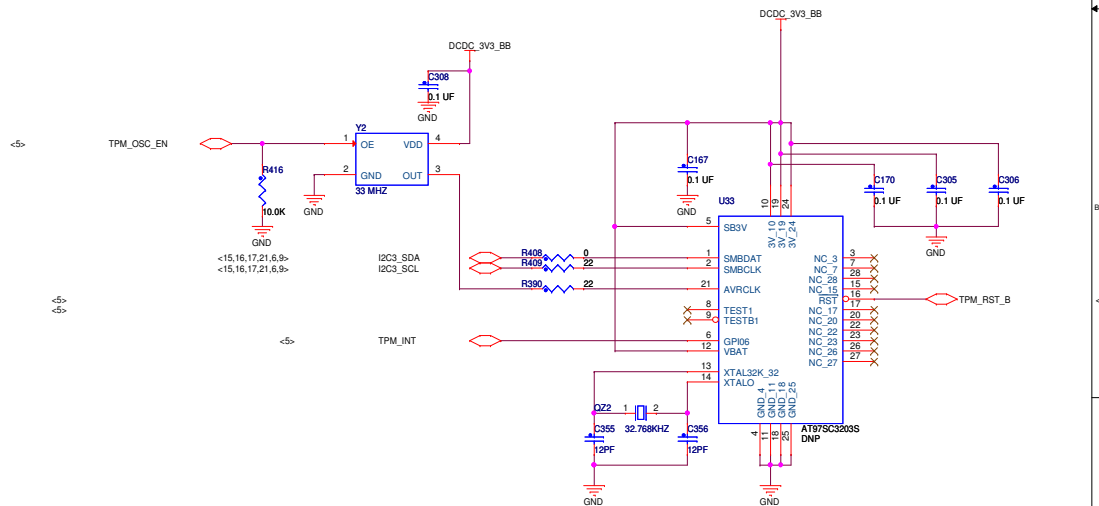 DCDC_3V3_BB
DCDC_3V3_BB
C308
0.1 UF
GND
Y2
<5> TPM_OSC_EN 1 OE VDD 4
2 GND OUT 3
33 MHZ
R416
10.0K
GND
GND
C167
0.1 UF
GND
C170
0.1 UF
C305
0.1 UF
C306
0.1 UF
GND
B
U33
10 19 24
3V_10 3V_19 3V_24
5 SB3V
<15,16,17,21,6,9> I2C3_SDA R408 0 1 SMBDAT NC_3 3
<15,16,17,21,6,9> I2C3_SCL R409 22 2 SMBCLK NC_7 7
NC_28 28
R390 22 21 AVRCLK NC_15 15
<5> RST 16 TPM_RST_B
<5> 8 TEST1 NC_17 17
9 TESTB1 NC_20 20
NC_22 22
<5> TPM_INT 6 GPI06 NC_23 23
12 VBAT NC_26 26
NC_27 27
13 XTAL32K_32
14 XTALO
QZ2 1 2
32.768KHZ
C355
12PF
C356
12PF
GND
GND_4 GND_11 GND_18 GND_25
4 11 18 25
AT97SC3203S
DNP
GND